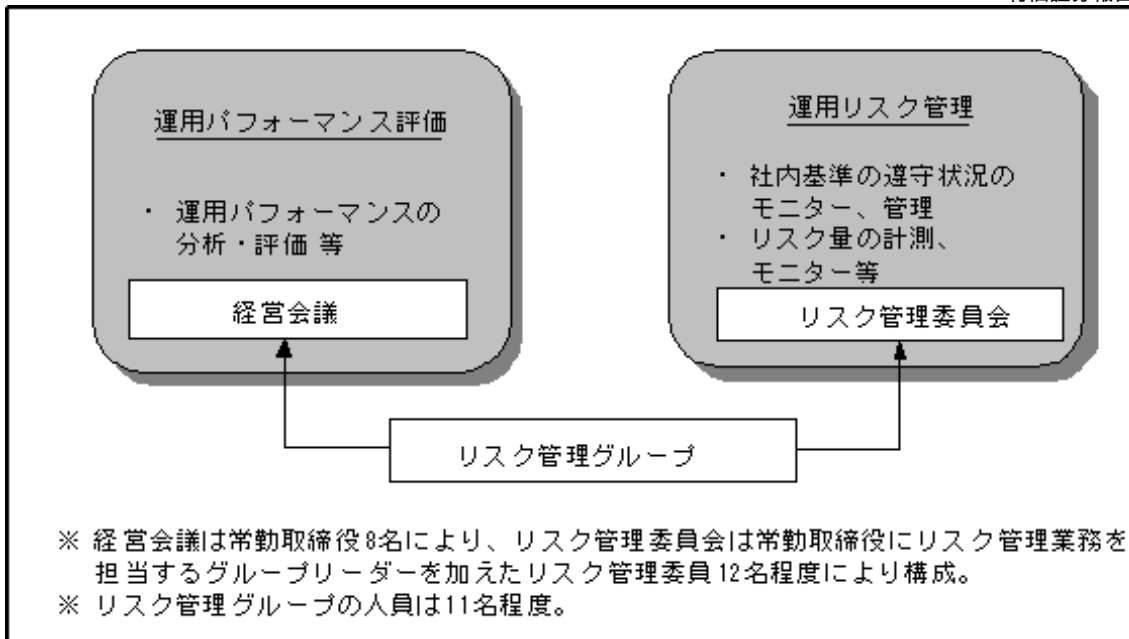 運用パフォーマンス評価
・ 運用パフォーマンスの
分析・評価 等
経営会議
運用リスク管理
・ 社内基準の遵守状況の
モニター、管理
・ リスク量の計測、
モニター等
リスク管理委員会
リスク管理グループ
※ 経営会議は常勤取締役8名により、リスク管理委員会は常勤取締役にリスク管理業務を
担当するグループリーダーを加えたリスク管理委員12名程度により構成。
※ リスク管理グループの人員は11名程度。